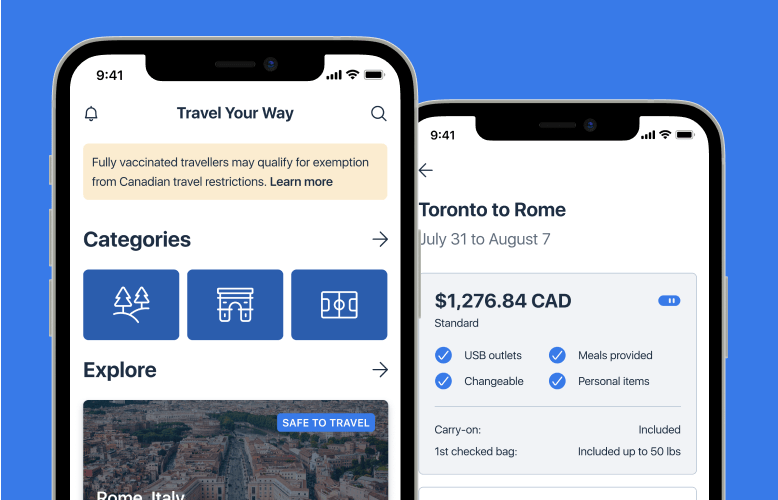 9:41
Travel Your Way
Fully vaccinated travellers may qualify for exemption
from Canadian travel restrictions. Learn more
Categories
Explore
SAFE TO TRAVEL
Rome, Italy
9:41
Toronto to Rome
July 31 to August 7
$1,276.84 CAD
Standard
USB outlets
Meals provided
Changeable
Personal items
Carry-on: Included
1st checked bag: Included up to 50 lbs